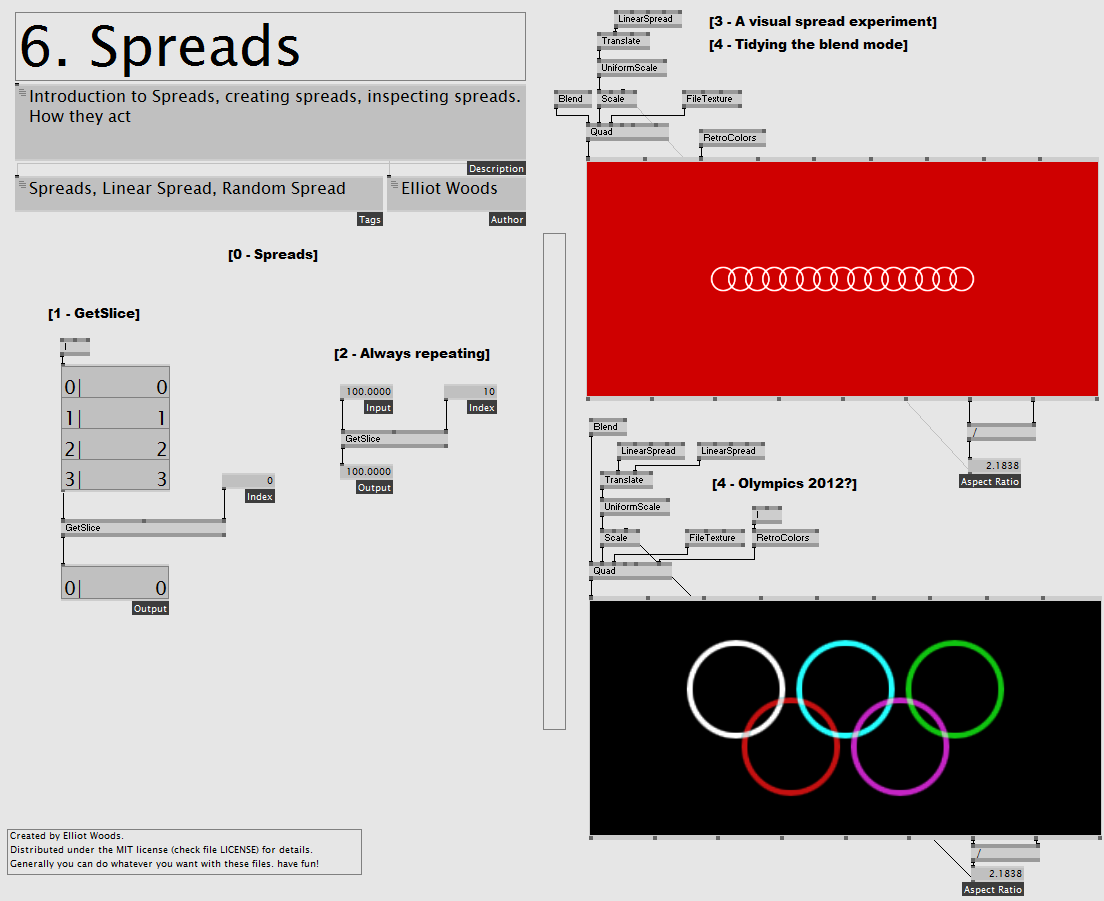 6. Spreads
Introduction to Spreads, creating spreads, inspecting spreads.
How they act
Description
Spreads, Linear Spread, Random Spread
Tags
Elliot Woods
Author
[0 - Spreads]
[1 - GetSlice]
I
0| 0
1| 1
2| 2
3| 3
0
Index
GetSlice
0| 0
Output
[2 - Always repeating]
100.0000
Input
10
Index
GetSlice
100.0000
Output
Created by Elliot Woods.
Distributed under the MIT license (check file LICENSE) for details.
Generally you can do whatever you want with these files. have fun!
[3 - A visual spread experiment]
[4 - Tidying the blend mode]
LinearSpread
Translate
UniformScale
Blend
Scale
FileTexture
Quad
RetroColors
/
2.1838
Aspect Ratio
[4 - Olympics 2012?]
Blend
LinearSpread
LinearSpread
Translate
UniformScale
I
Scale
FileTexture
RetroColors
Quad
/
2.1838
Aspect Ratio